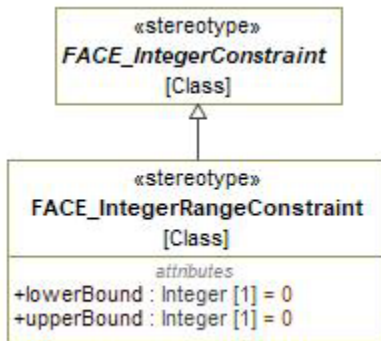 «stereotype»
FACE_IntegerConstraint
[Class]
«stereotype»
FACE_IntegerRangeConstraint
[Class]
attributes
+lowerBound : Integer [1] = 0
+upperBound : Integer [1] = 0